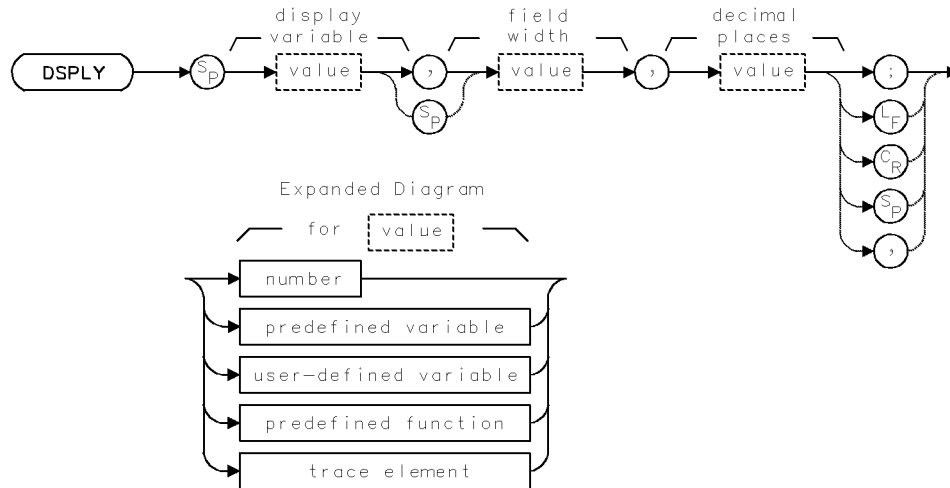 display field decimal
variable width places
DSPLY SP value , value , value ;
SP LF
CR
SP
,
Expanded Diagram
for value
number
predefined variable
user-defined variable
predefined function
trace element